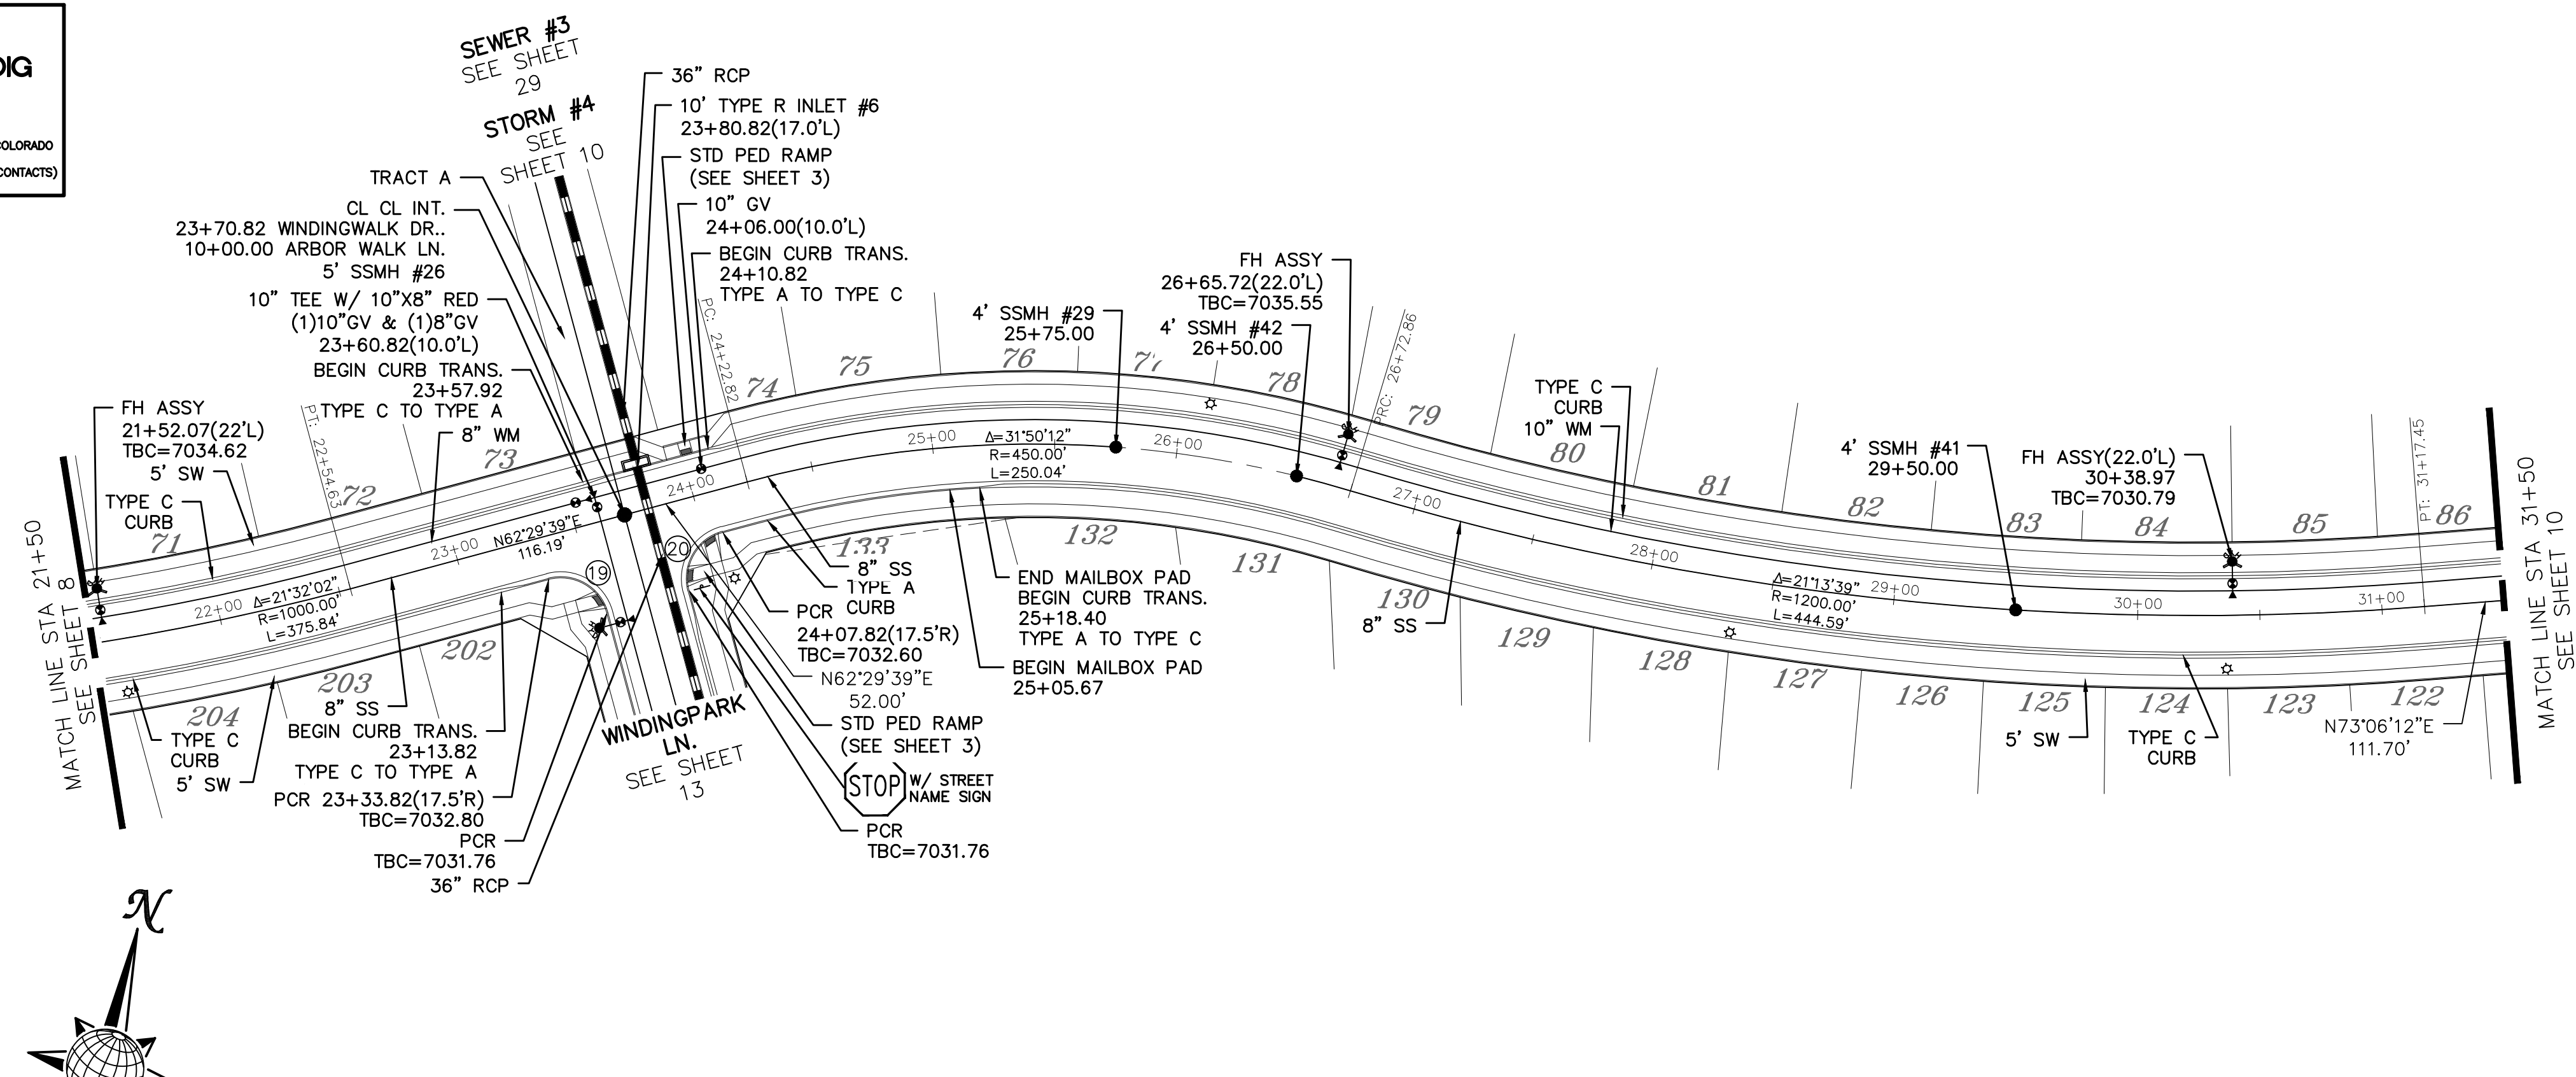 DIG
COLORADO
CONTACTS)
SEWER #3
SEE SHEET
29
STORM #4
SEE
SHEET 10
36" RCP
10' TYPE R INLET #6
23+80.82(17.0'L)
STD PED RAMP
(SEE SHEET 3)
10" GV
24+06.00(10.0'L)
BEGIN CURB TRANS.
24+10.82
TYPE A TO TYPE C
TRACT A
CL CL INT.
23+70.82 WINDINGWALK DR..
10+00.00 ARBOR WALK LN.
5' SSMH #26
10" TEE W/ 10"X8" RED
(1)10"GV & (1)8"GV
23+60.82(10.0'L)
BEGIN CURB TRANS.
23+57.92
TYPE C TO TYPE A
8" WM
FH ASSY
21+52.07(22'L)
TBC=7034.62
5' SW
TYPE C
CURB
PT: 22+54.63
PC: 24+22.82
4' SSMH #29
25+75.00
FH ASSY
26+65.72(22.0'L)
TBC=7035.55
4' SSMH #42
26+50.00
PRC: 26+72.86
TYPE C
CURB
10" WM
4' SSMH #41
29+50.00
FH ASSY(22.0'L)
30+38.97
TBC=7030.79
PT: 31+17.45
71
72
73
74
75
76
77
78
79
80
81
82
83
84
85
86
MATCH LINE STA 21+50
SEE SHEET 8
MATCH LINE STA 31+50
SEE SHEET 10
22+00
23+00
24+00
25+00
26+00
27+00
28+00
29+00
30+00
31+00
Δ=21°32'02"
R=1000.00'
L=375.84'
N62°29'39"E
116.19'
Δ=31°50'12"
R=450.00'
L=250.04'
Δ=21°13'39"
R=1200.00'
L=444.59'
19
20
204
203
202
133
132
131
130
129
128
127
126
125
124
123
122
TYPE C
CURB
5' SW
8" SS
BEGIN CURB TRANS.
23+13.82
TYPE C TO TYPE A
PCR 23+33.82(17.5'R)
TBC=7032.80
PCR
TBC=7031.76
36" RCP
WINDINGPARK
LN.
SEE SHEET
13
8" SS
TYPE A
CURB
PCR
24+07.82(17.5'R)
TBC=7032.60
N62°29'39"E
52.00'
STD PED RAMP
(SEE SHEET 3)
STOP
W/ STREET
NAME SIGN
PCR
TBC=7031.76
END MAILBOX PAD
BEGIN CURB TRANS.
25+18.40
TYPE A TO TYPE C
BEGIN MAILBOX PAD
25+05.67
8" SS
5' SW
TYPE C
CURB
N73°06'12"E
111.70'
N